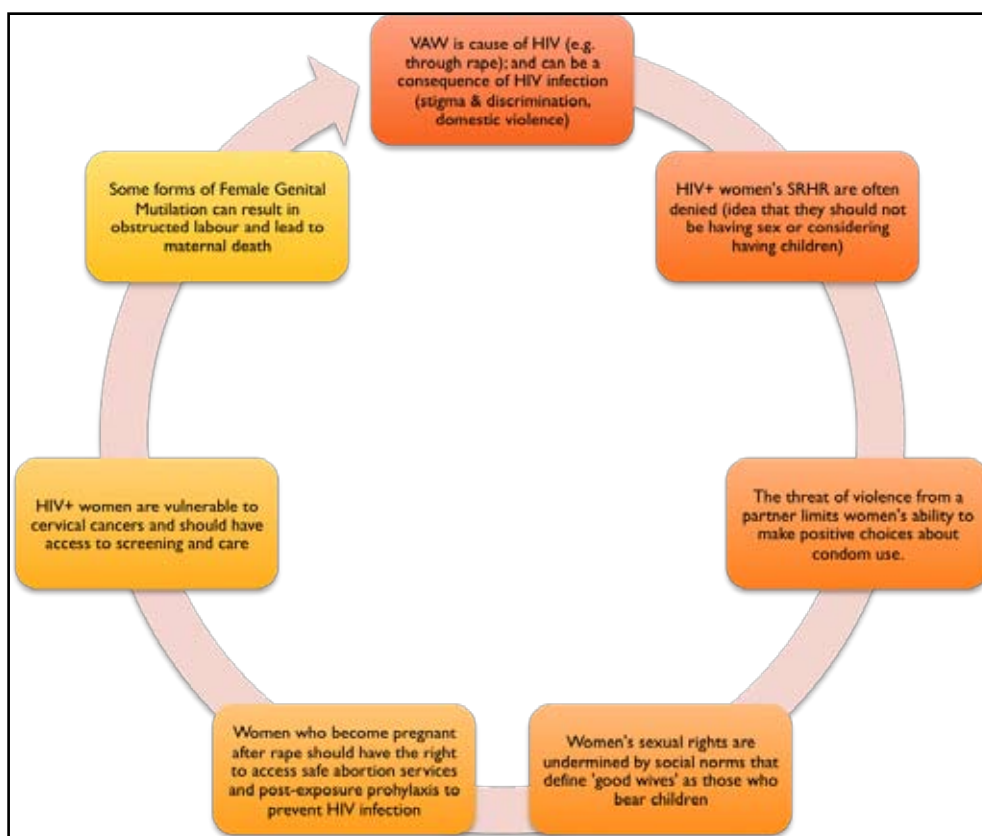 VAW is cause of HIV (e.g.
through rape); and can be a
consequence of HIV infection
(stigma & discrimination,
domestic violence)
HIV+ women's SRHR are often
denied (idea that they should not
be having sex or considering
having children)
The threat of violence from a
partner limits women's ability to
make positive choices about
condom use.
Women's sexual rights are
undermined by social norms that
define 'good wives' as those who
bear children
Women who become pregnant
after rape should have the right
to access safe abortion services
and post-exposure prohylaxis to
prevent HIV infection
HIV+ women are vulnerable to
cervical cancers and should have
access to screening and care
Some forms of Female Genital
Mutilation can result in
obstructed labour and lead to
maternal death